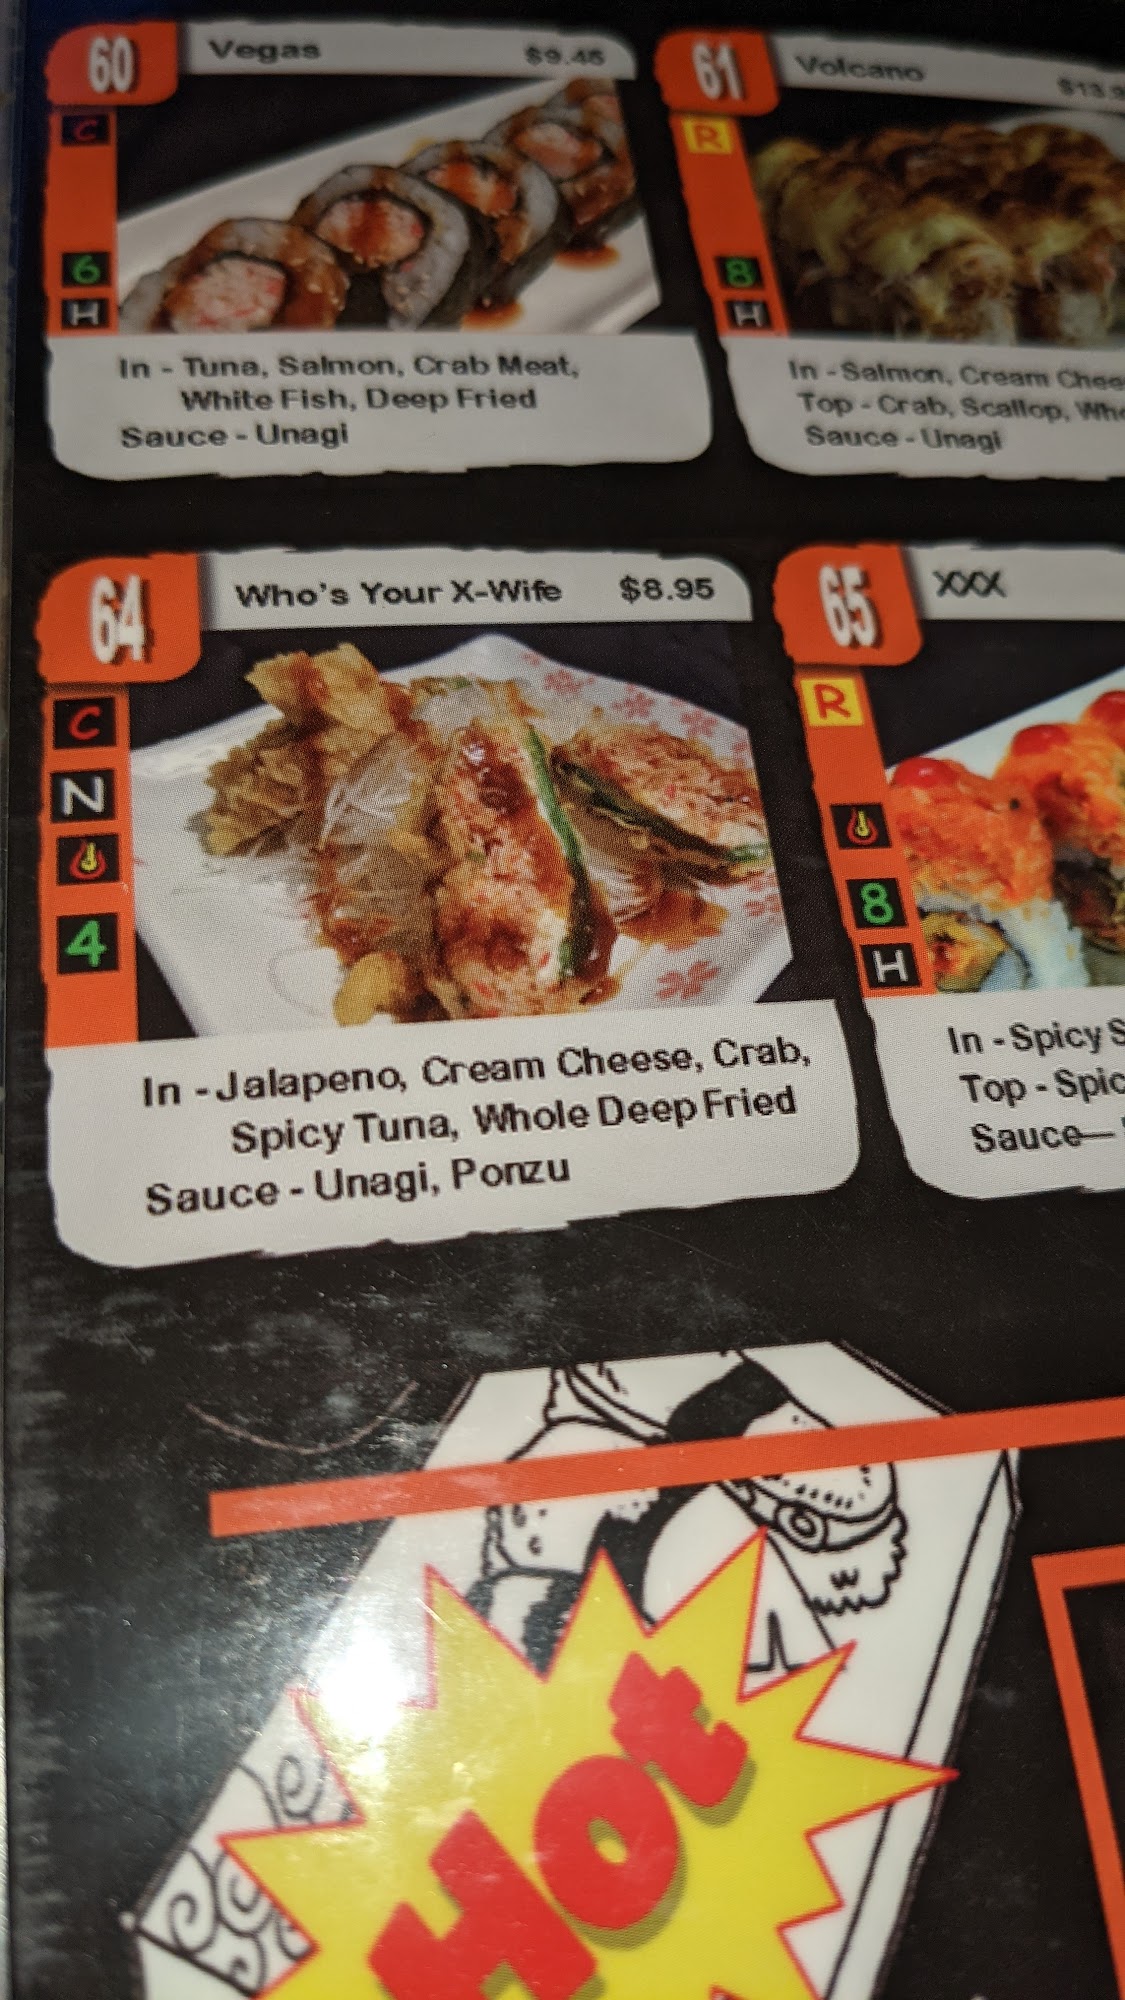 60 Vegas $9.45
C
6
H
In - Tuna, Salmon, Crab Meat,
White Fish, Deep Fried
Sauce - Unagi
61 Volcano
R
8
H
In - Salmon, Cream
Top - Crab, Scallop,
Sauce - Unagi
64 Who's Your X-Wife $8.95
C
N
4
In - Jalapeno, Cream Cheese, Crab,
Spicy Tuna, Whole Deep Fried
Sauce - Unagi, Ponzu
65 XXX
R
8
H
In - Spicy
Top -
Sauce—
Hot